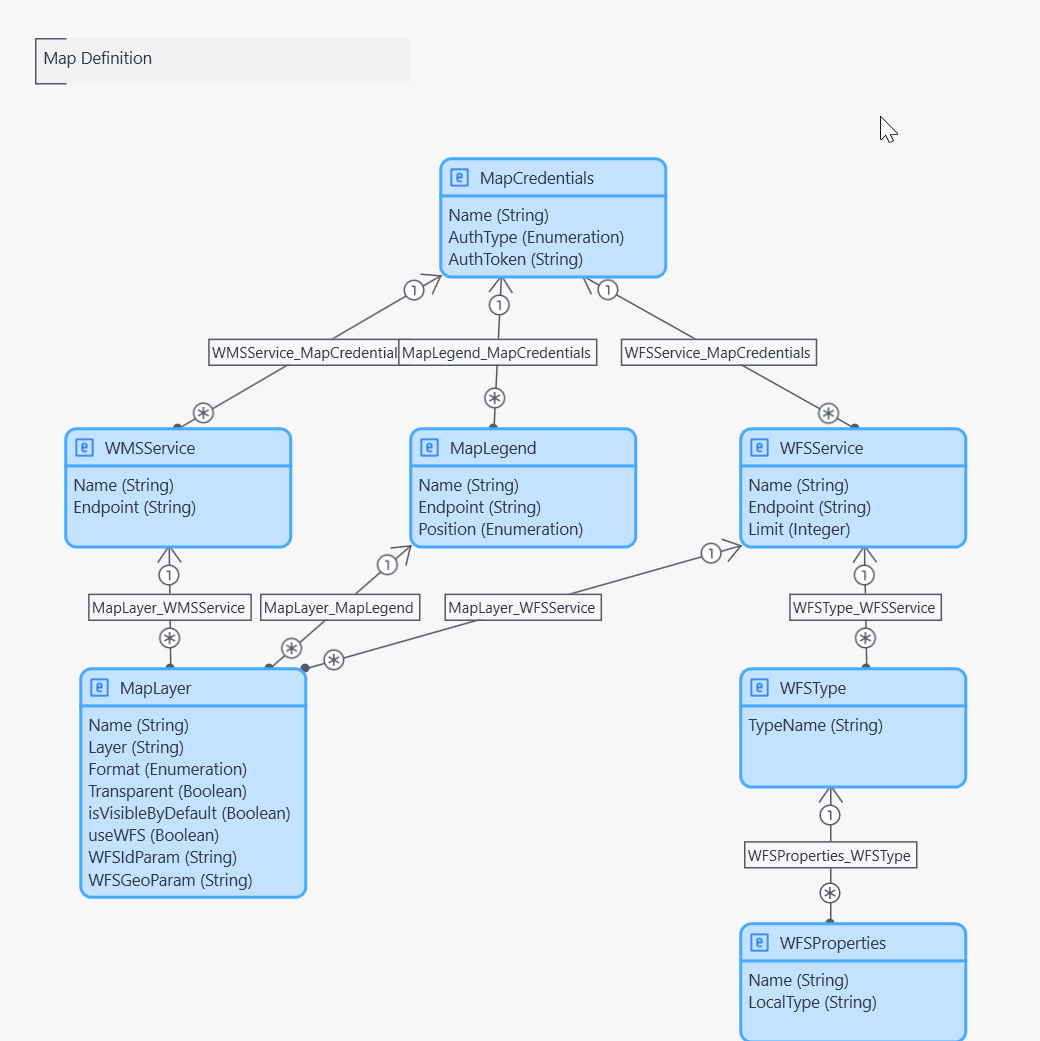 Map Definition
MapCredentials
Name (String)
AuthType (Enumeration)
AuthToken (String)
1
1
1
WMSService_MapCredential
MapLegend_MapCredentials
WFSService_MapCredentials
WMSService
Name (String)
Endpoint (String)
MapLegend
Name (String)
Endpoint (String)
Position (Enumeration)
WFSService
Name (String)
Endpoint (String)
Limit (Integer)
1
1
1
1
MapLayer_WMSService
MapLayer_MapLegend
MapLayer_WFSService
WFSType_WFSService
MapLayer
Name (String)
Layer (String)
Format (Enumeration)
Transparent (Boolean)
isVisibleByDefault (Boolean)
useWFS (Boolean)
WFSIdParam (String)
WFSGeoParam (String)
WFSType
TypeName (String)
1
WFSProperties_WFSType
WFSProperties
Name (String)
LocalType (String)